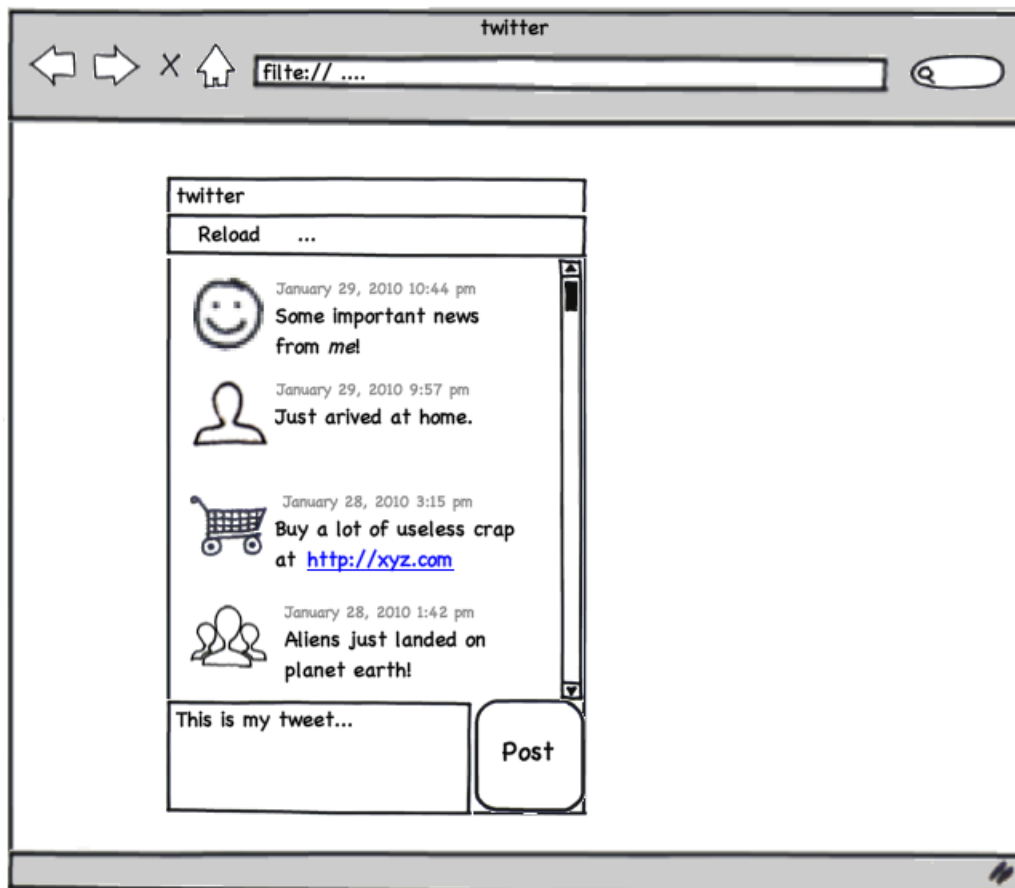 twitter
filte:// ....
twitter
Reload ...
January 29, 2010 10:44 pm
Some important news
from me!
January 29, 2010 9:57 pm
Just arived at home.
January 28, 2010 3:15 pm
Buy a lot of useless crap
at http://xyz.com
January 28, 2010 1:42 pm
Aliens just landed on
planet earth!
This is my tweet...
Post